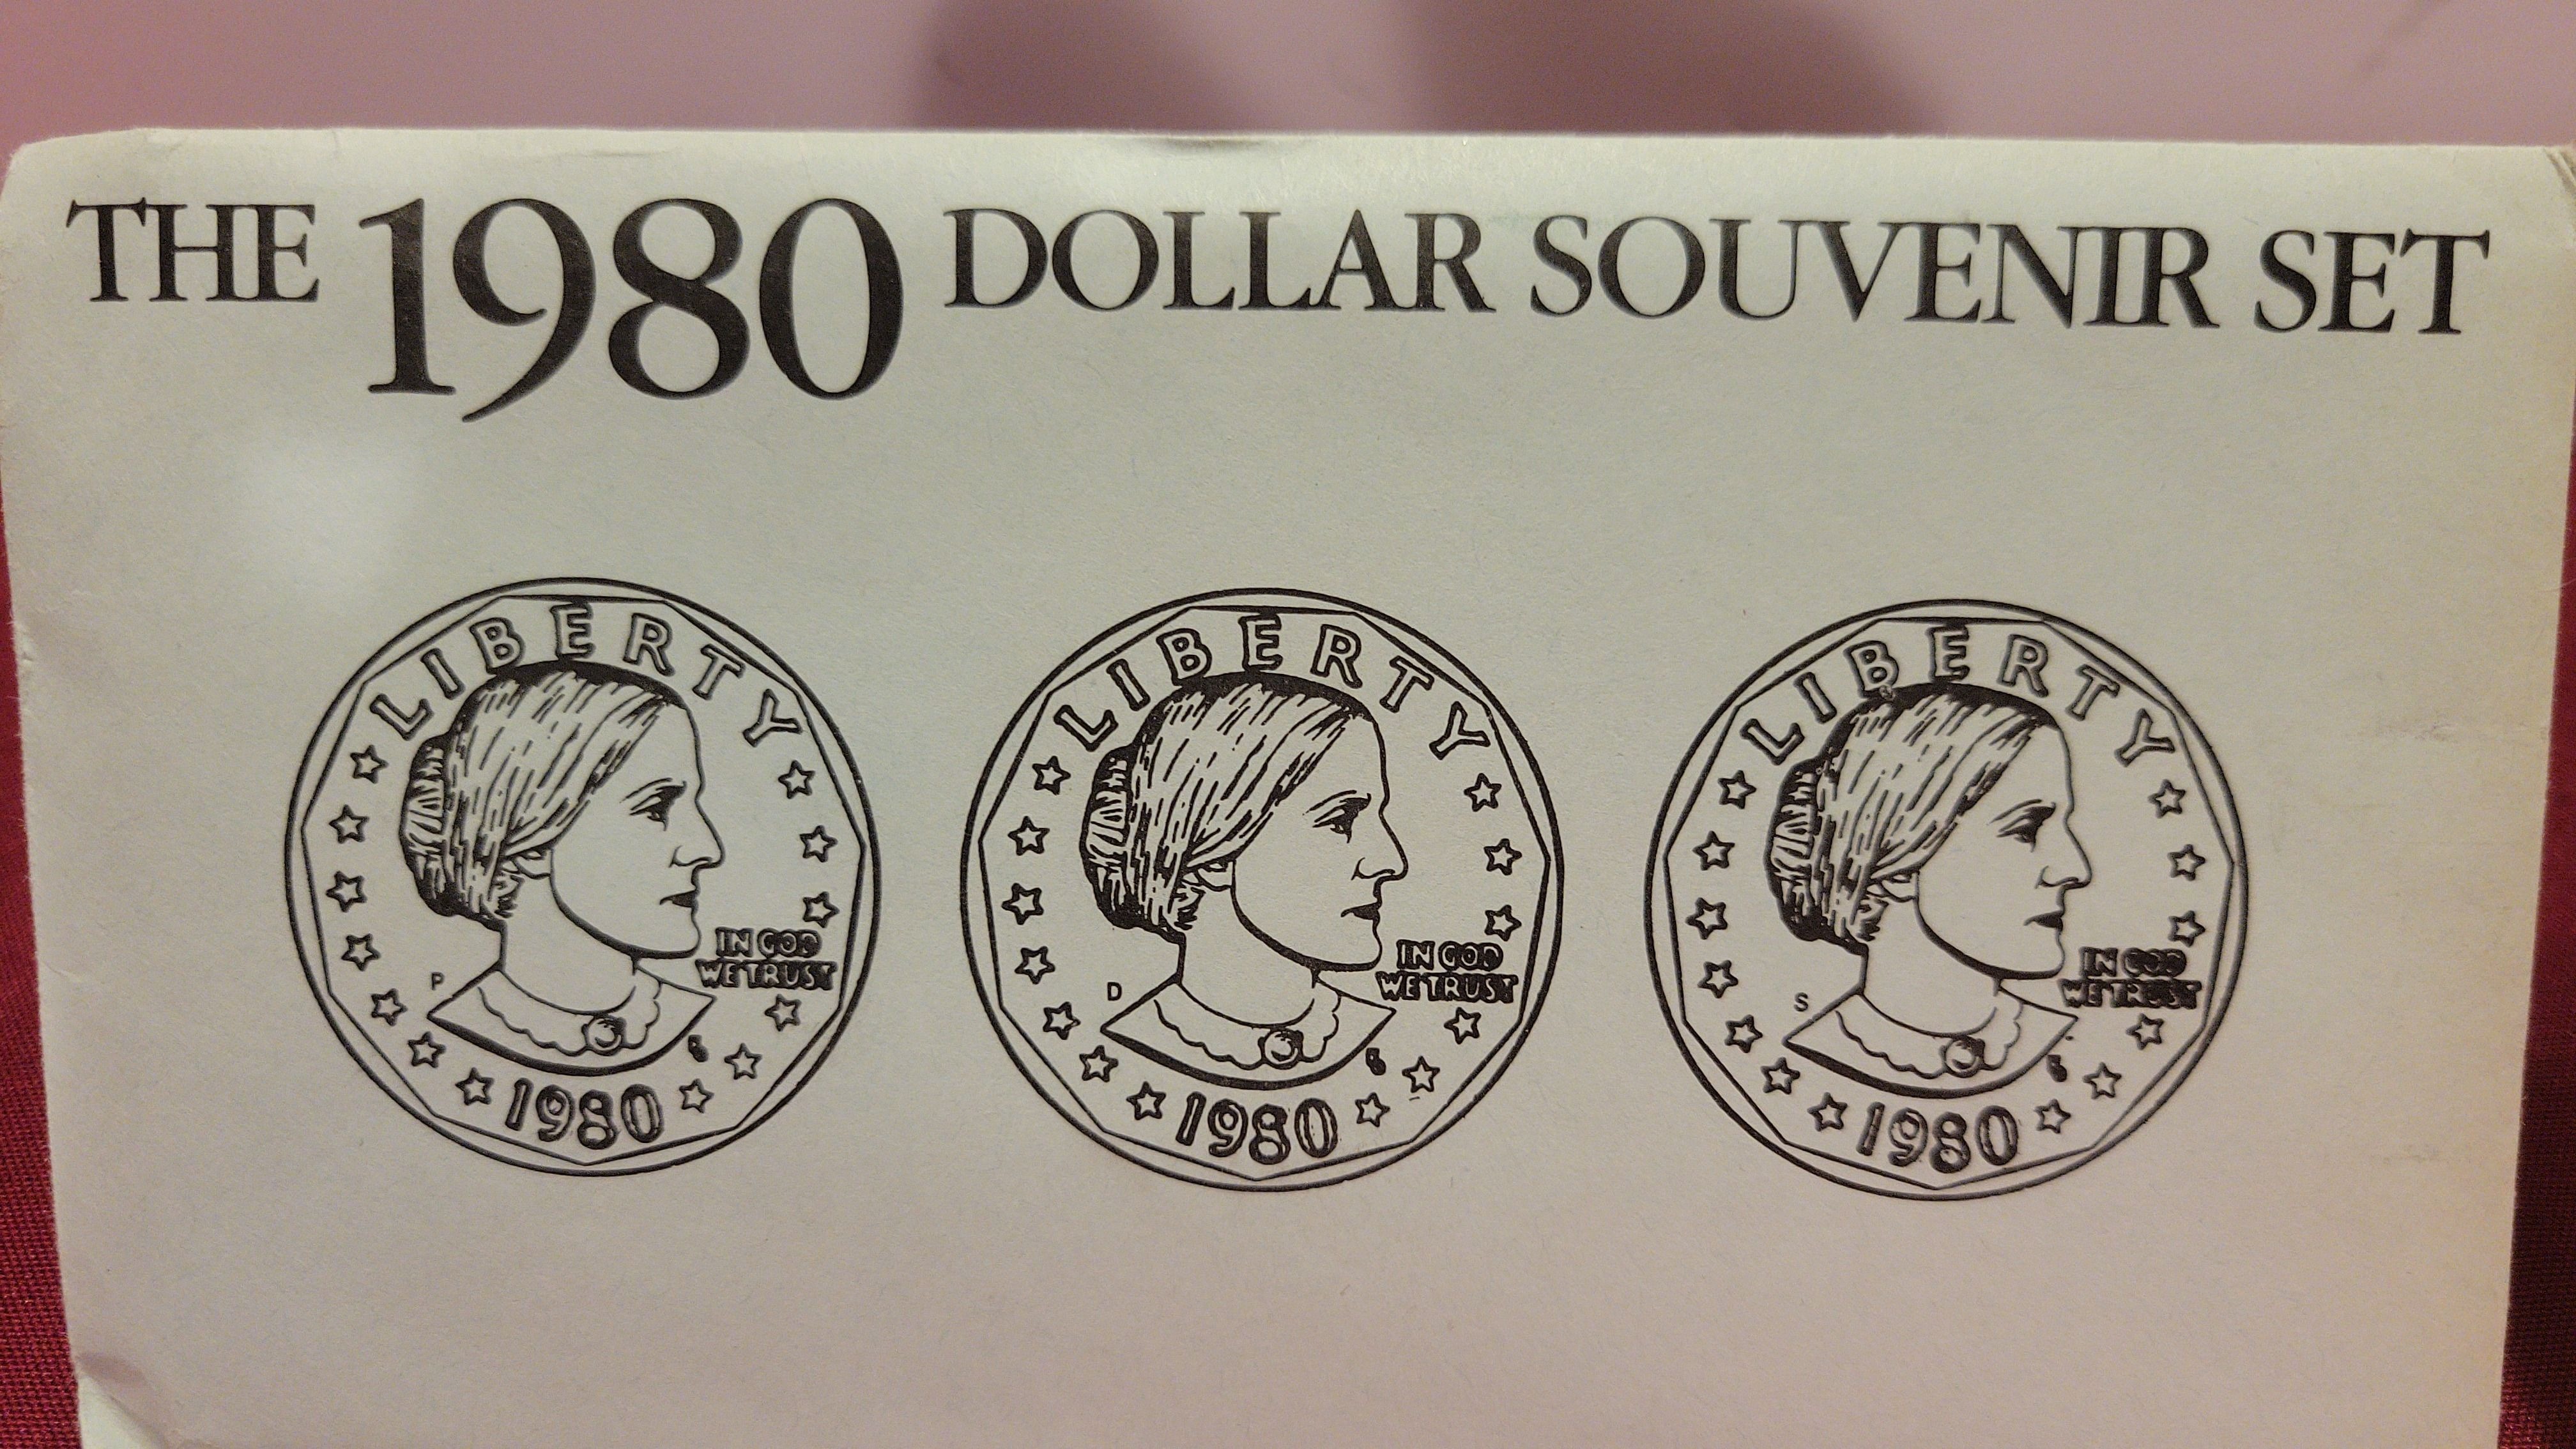 THE 1980 DOLLAR SOUVENIR SET
LIBERTY
IN GOD
WE TRUST
P
1980
LIBERTY
IN GOD
WE TRUST
D
1980
LIBERTY
IN GOD
WE TRUST
S
1980